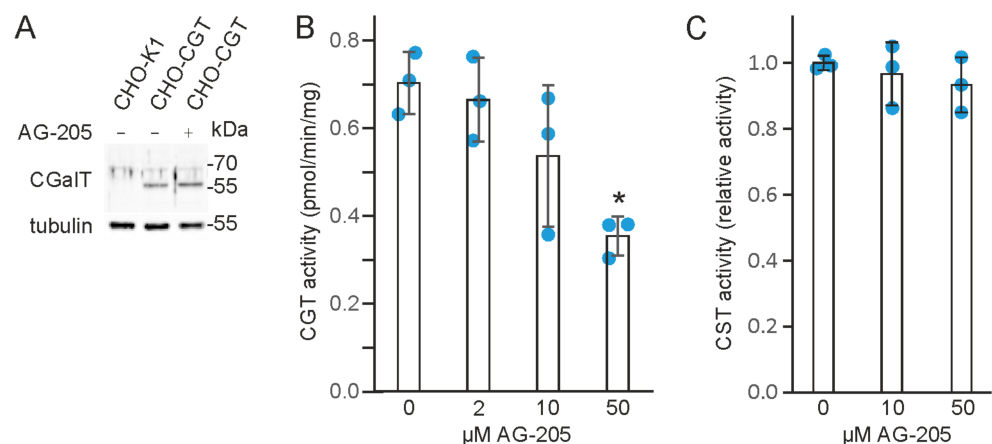 A
CHO-K1
CHO-CGT
CHO-CGT
AG-205 – – + kDa
CGalT
-70
-55
tubulin
-55
B
CGT activity (pmol/min/mg)
0.8
0.6
0.4
0.2
0.0
*
0 2 10 50
µM AG-205
C
CST activity (relative activity)
1.0
0.8
0.6
0.4
0.2
0.0
0 10 50
µM AG-205